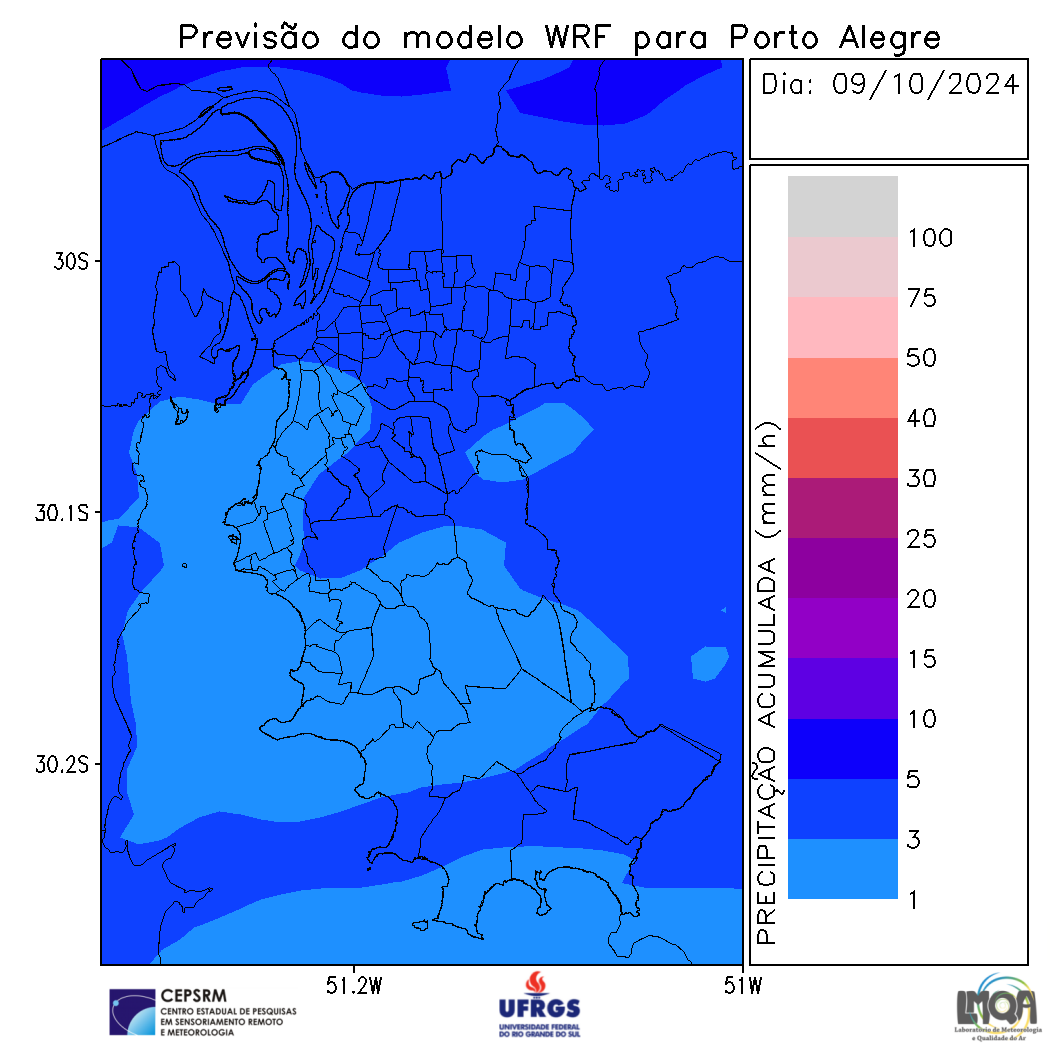 Previsão do modelo WRF para Porto Alegre
Dia: 09/10/2024
30S
30.1S
30.2S
51.2W
51W
PRECIPITAÇÃO ACUMULADA (mm/h)
100
75
50
40
30
25
20
15
10
5
3
1
CEPSRM
CENTRO ESTADUAL DE PESQUISAS
EM SENSORIAMENTO REMOTO
E METEOROLOGIA
UFRGS
UNIVERSIDADE FEDERAL
DO RIO GRANDE DO SUL
LMQA
Laboratório de Meteorologia
e Qualidade do Ar